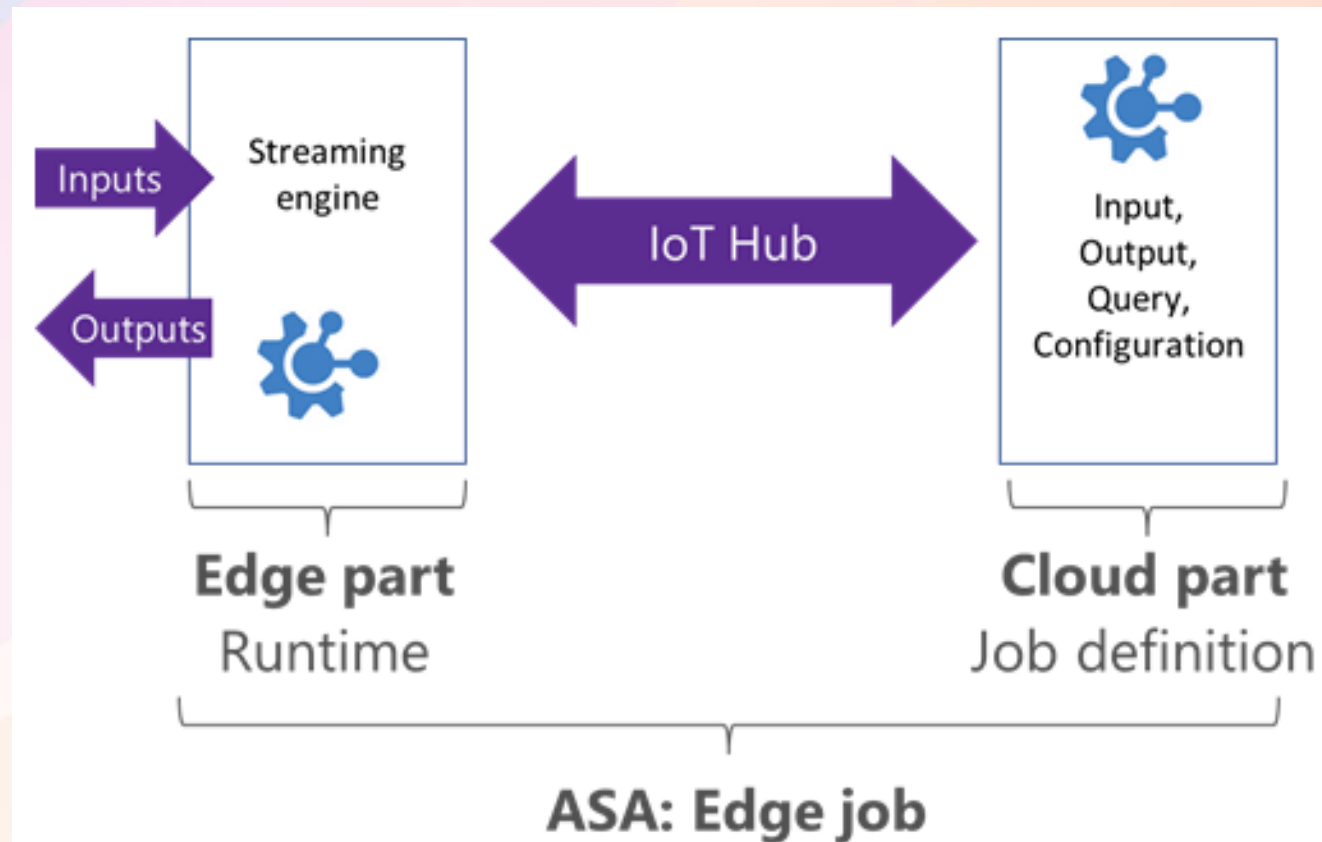 Streaming
engine
Inputs
Outputs
IoT Hub
Input,
Output,
Query,
Configuration
Edge part
Runtime
Cloud part
Job definition
ASA: Edge job